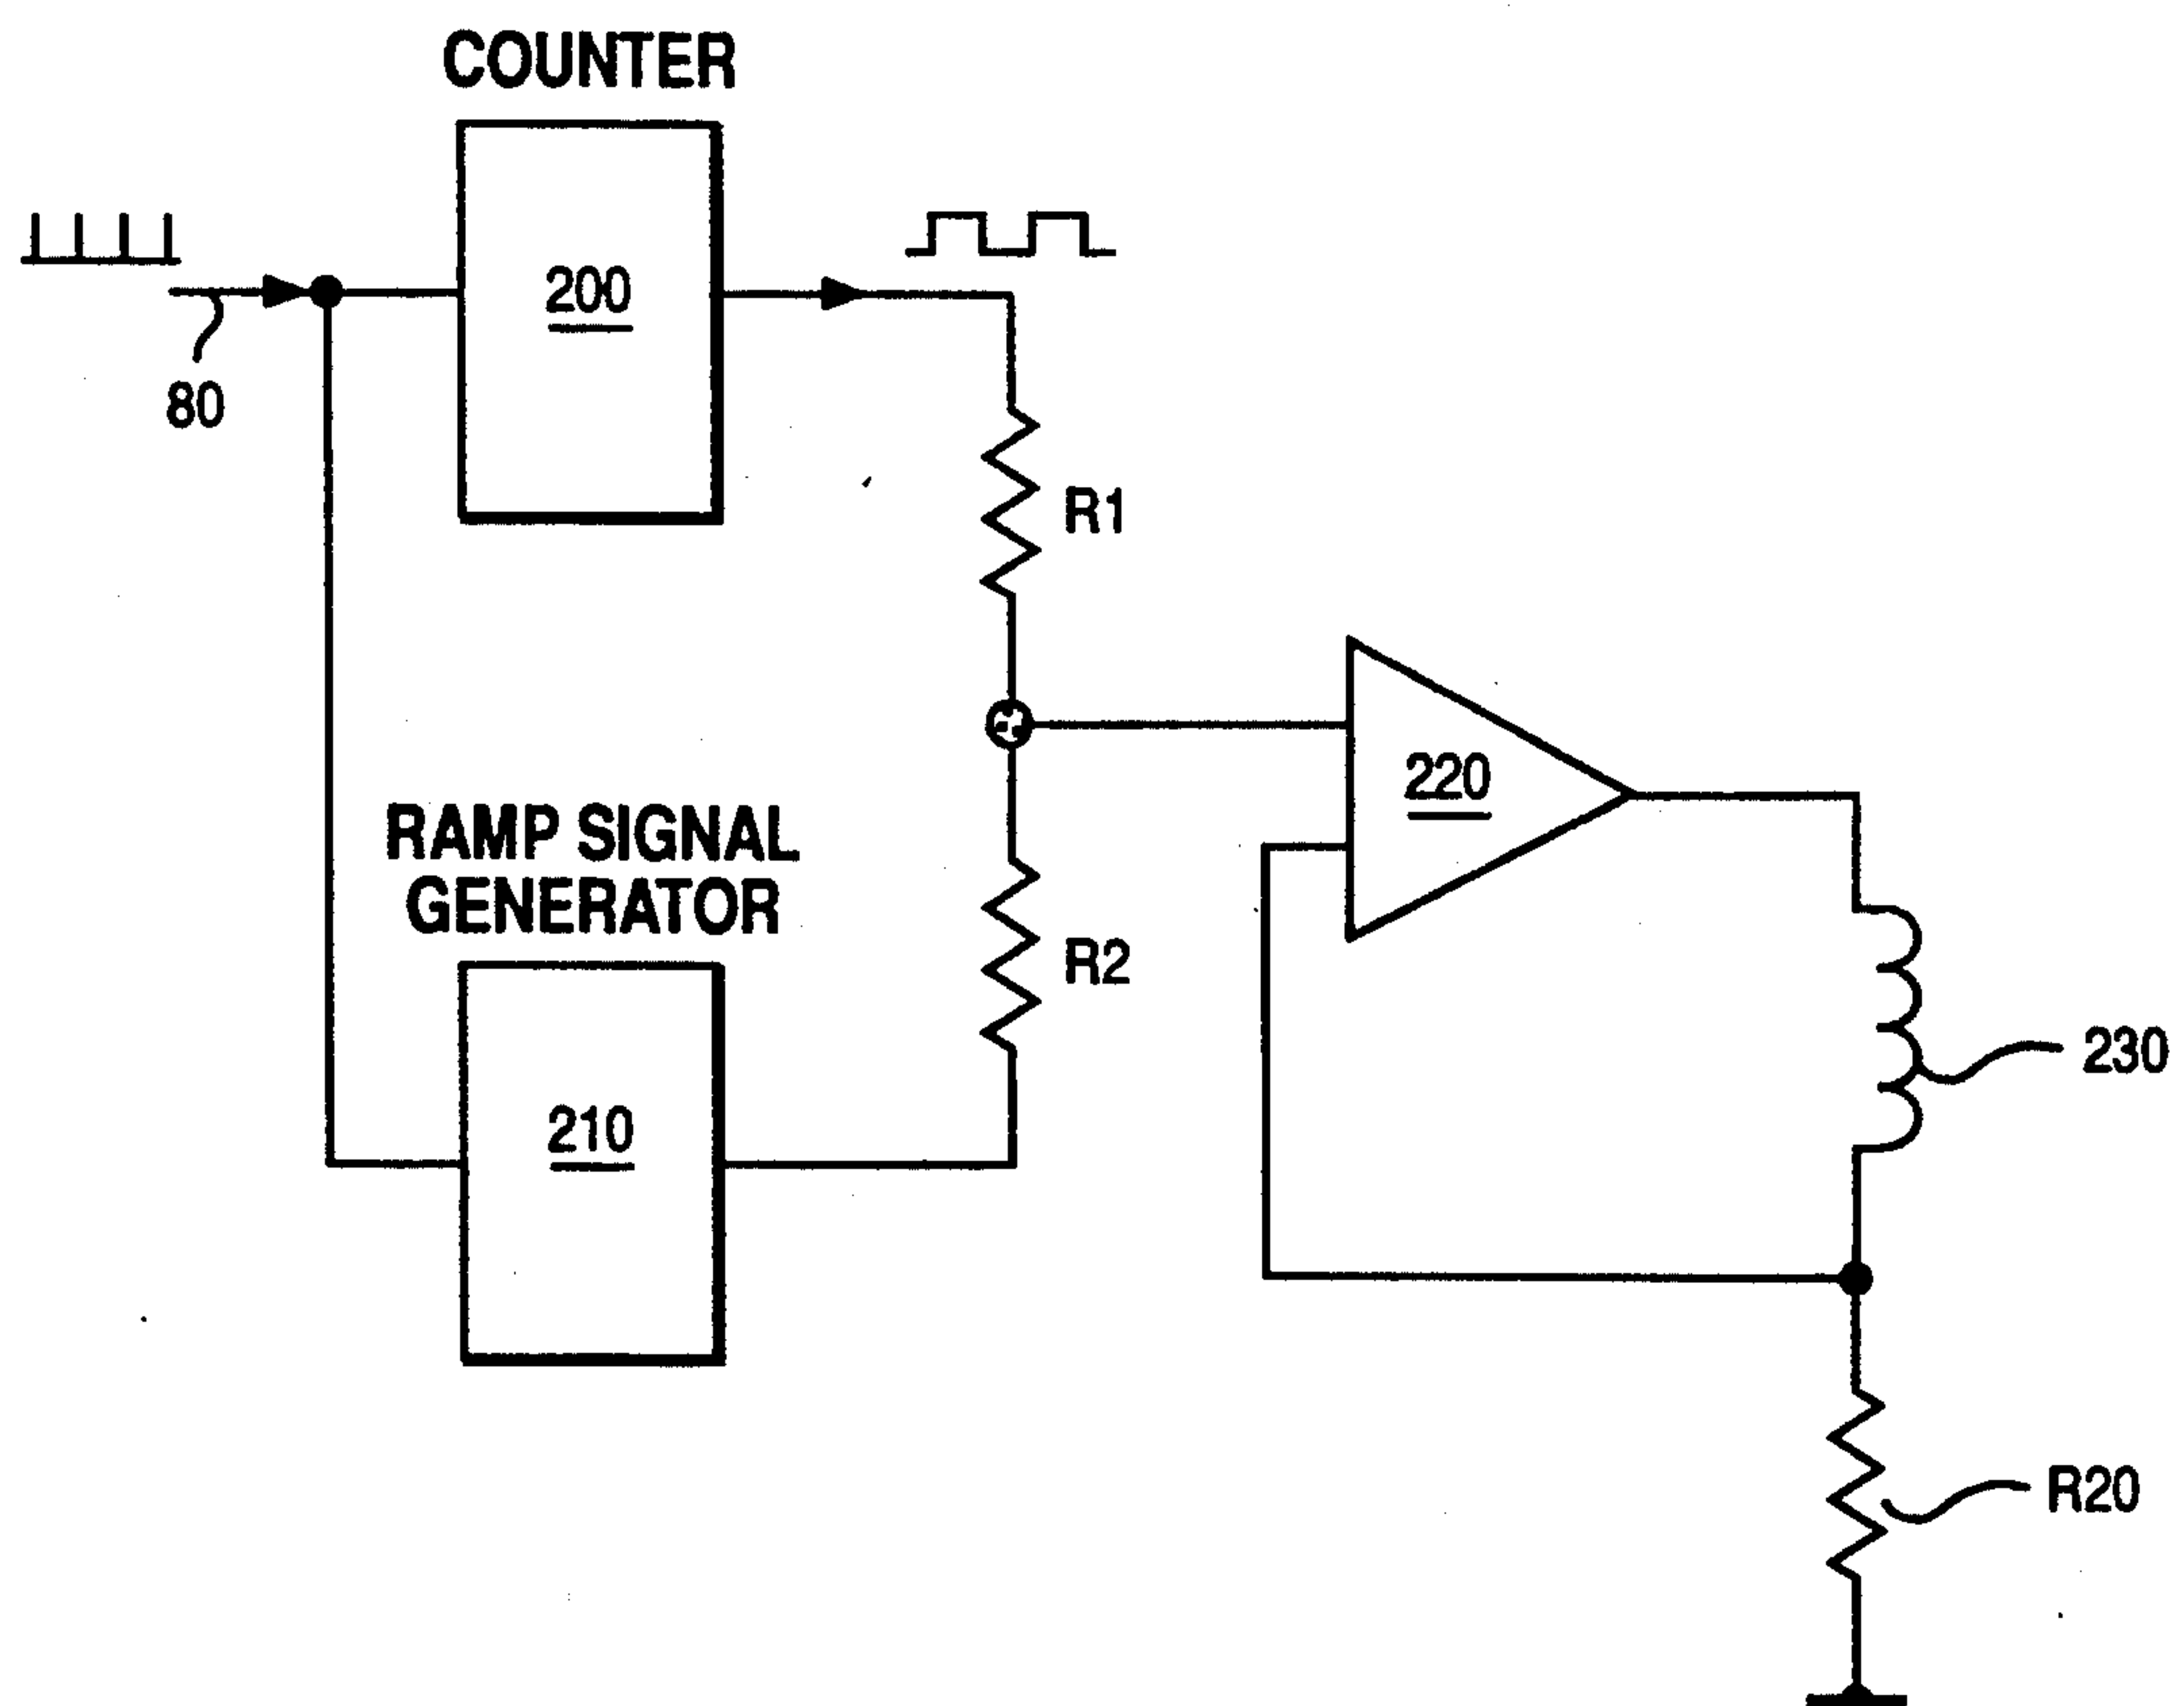 COUNTER
200
80
R1
220
RAMP SIGNAL
GENERATOR
R2
210
230
R20